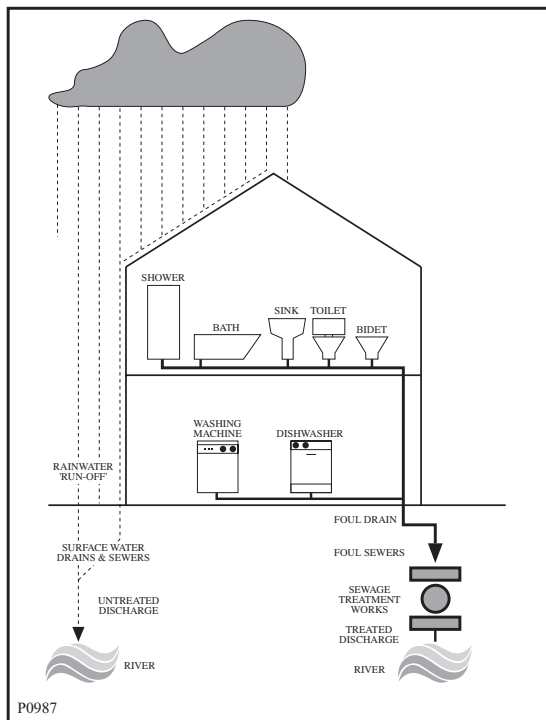 SHOWER
BATH
SINK
TOILET
BIDET
WASHING
MACHINE
DISHWASHER
RAINWATER
'RUN-OFF'
FOUL DRAIN
SURFACE WATER
DRAINS & SEWERS
FOUL SEWERS
SEWAGE
TREATMENT
WORKS
UNTREATED
DISCHARGE
TREATED
DISCHARGE
RIVER
RIVER
P0987